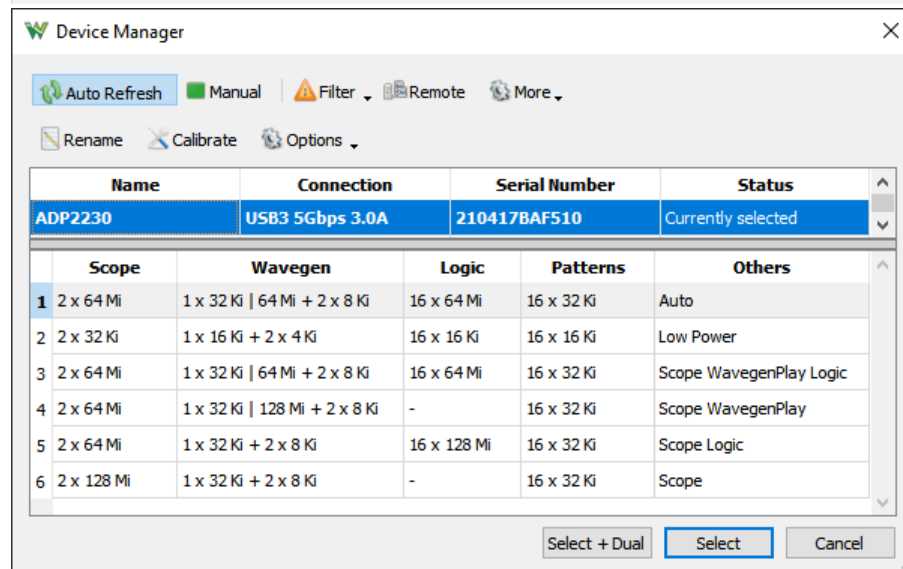 Device Manager
Auto Refresh Manual Filter Remote More
Rename Calibrate Options
Name Connection Serial Number Status
ADP2230 USB3 5Gbps 3.0A 210417BAF510 Currently selected
Scope Wavegen Logic Patterns Others
1 2 x 64 Mi 1 x 32 Ki | 64 Mi + 2 x 8 Ki 16 x 64 Mi 16 x 32 Ki Auto
2 2 x 32 Ki 1 x 16 Ki + 2 x 4 Ki 16 x 16 Ki 16 x 16 Ki Low Power
3 2 x 64 Mi 1 x 32 Ki | 64 Mi + 2 x 8 Ki 16 x 64 Mi 16 x 32 Ki Scope WavegenPlay Logic
4 2 x 64 Mi 1 x 32 Ki | 128 Mi + 2 x 8 Ki - 16 x 32 Ki Scope WavegenPlay
5 2 x 64 Mi 1 x 32 Ki + 2 x 8 Ki 16 x 128 Mi 16 x 32 Ki Scope Logic
6 2 x 128 Mi 1 x 32 Ki + 2 x 8 Ki - 16 x 32 Ki Scope
Select + Dual Select Cancel